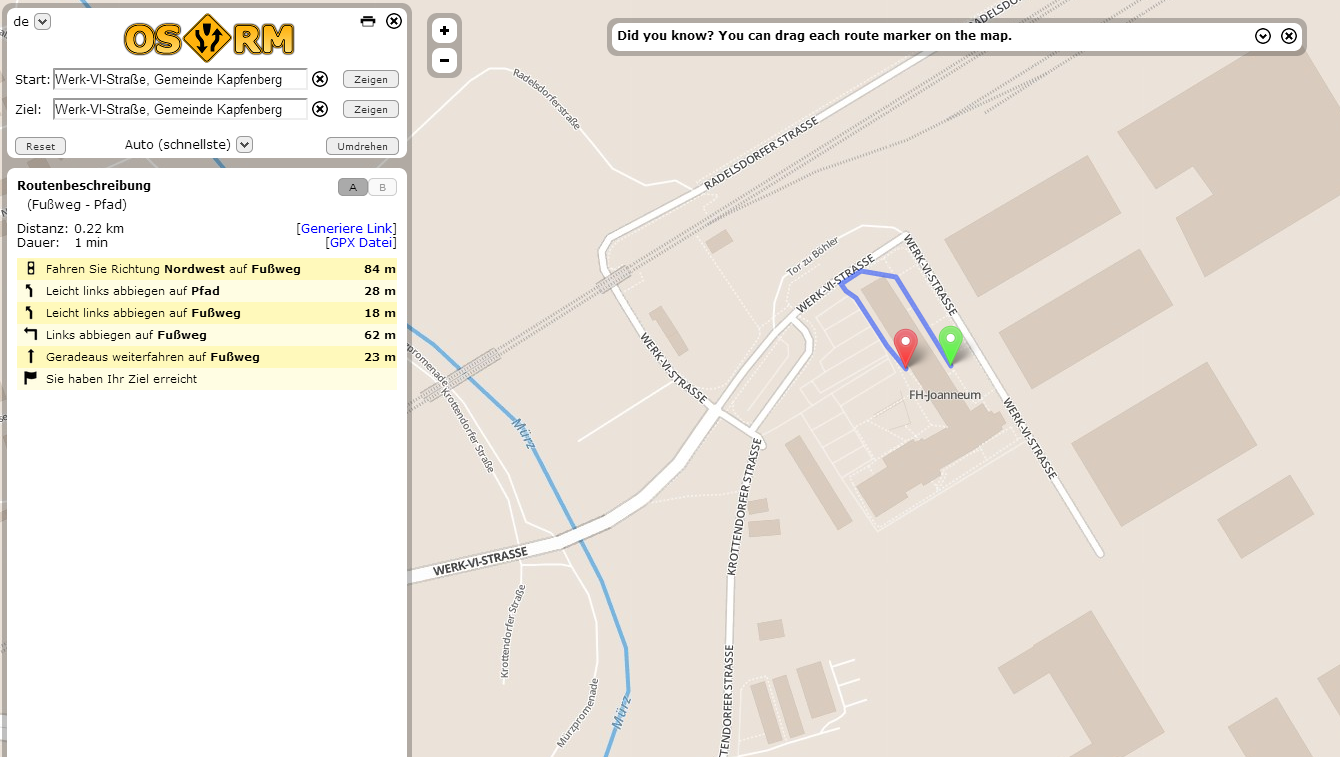 de
OSRM
Start: Werk-VI-Straße, Gemeinde Kapfenberg Zeigen
Ziel: Werk-VI-Straße, Gemeinde Kapfenberg Zeigen
Reset Auto (schnellste) Umdrehen
Routenbeschreibung A B
(Fußweg - Pfad)
Distanz: 0.22 km [Generiere Link]
Dauer: 1 min [GPX Datei]
Fahren Sie Richtung Nordwest auf Fußweg 84 m
Leicht links abbiegen auf Pfad 28 m
Leicht links abbiegen auf Fußweg 18 m
Links abbiegen auf Fußweg 62 m
Geradeaus weiterfahren auf Fußweg 23 m
Sie haben Ihr Ziel erreicht
+
−
Did you know? You can drag each route marker on the map.
RADELSDOR
Radelsdorferstraße
RADELSDORFER STRASSE
Tor zu Böhler
WERK-VI-STRASSE
WERK-VI-STRASSE
WERK-VI-STRASSE
FH-Joanneum
WERK-VI-STRASSE
rzpromenade
Krottendorfer Straße
Mürz
KROTTENDORFER STRASSE
WERK-VI-STRASSE
Krottendorfer Straße
Murzpromenade
Mürz
TTENDORFER STRASSE